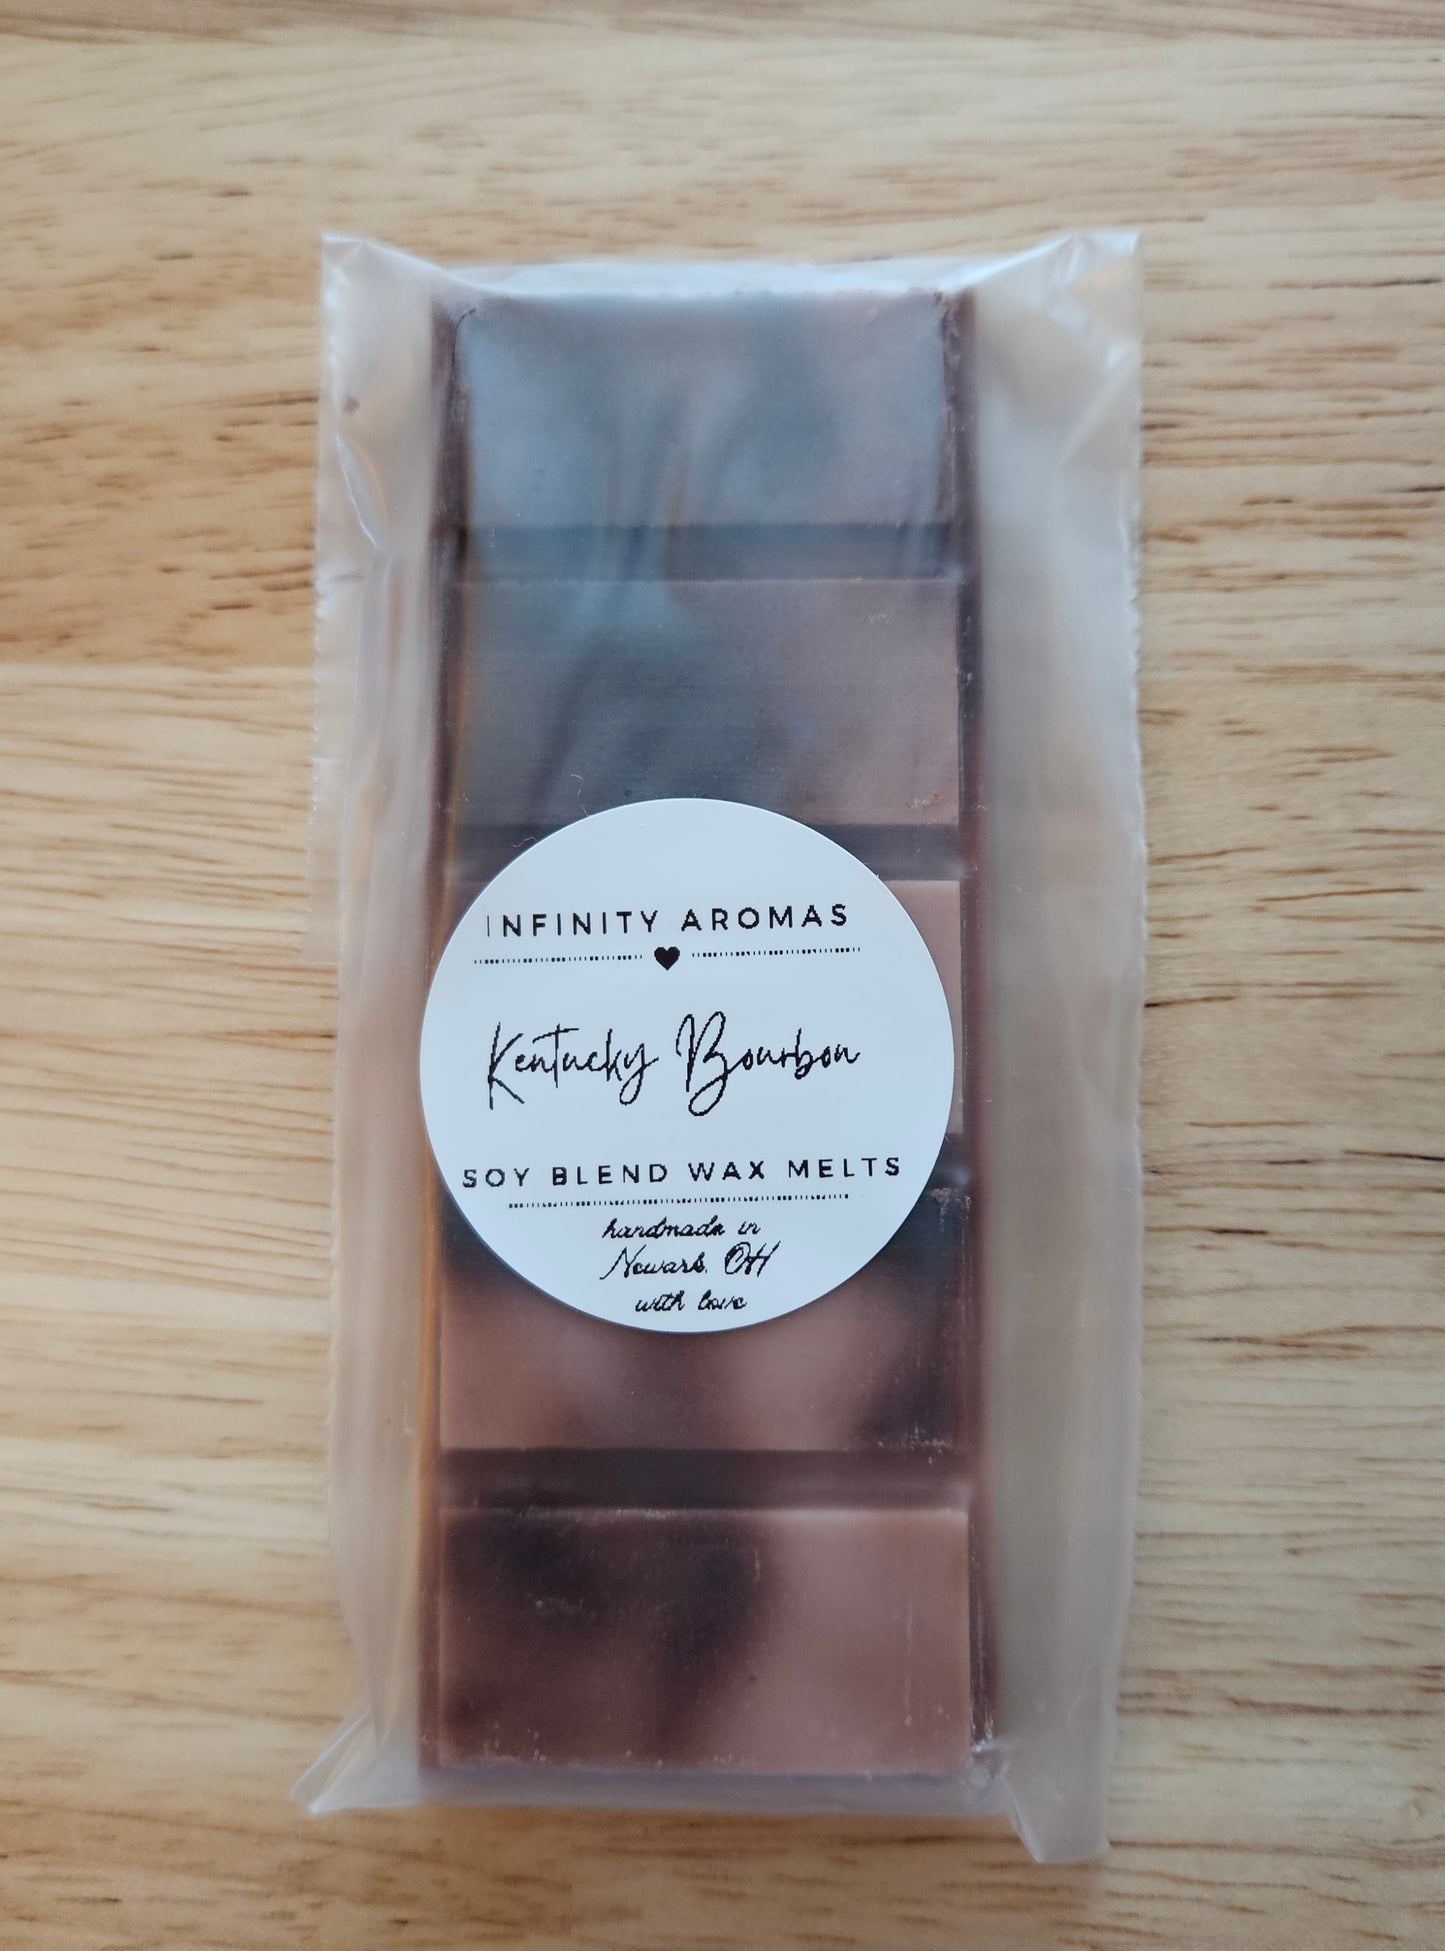 INFINITY AROMAS
Kentucky Bourbon
SOY BLEND WAX MELTS
handmade in
Newark, OH
with love